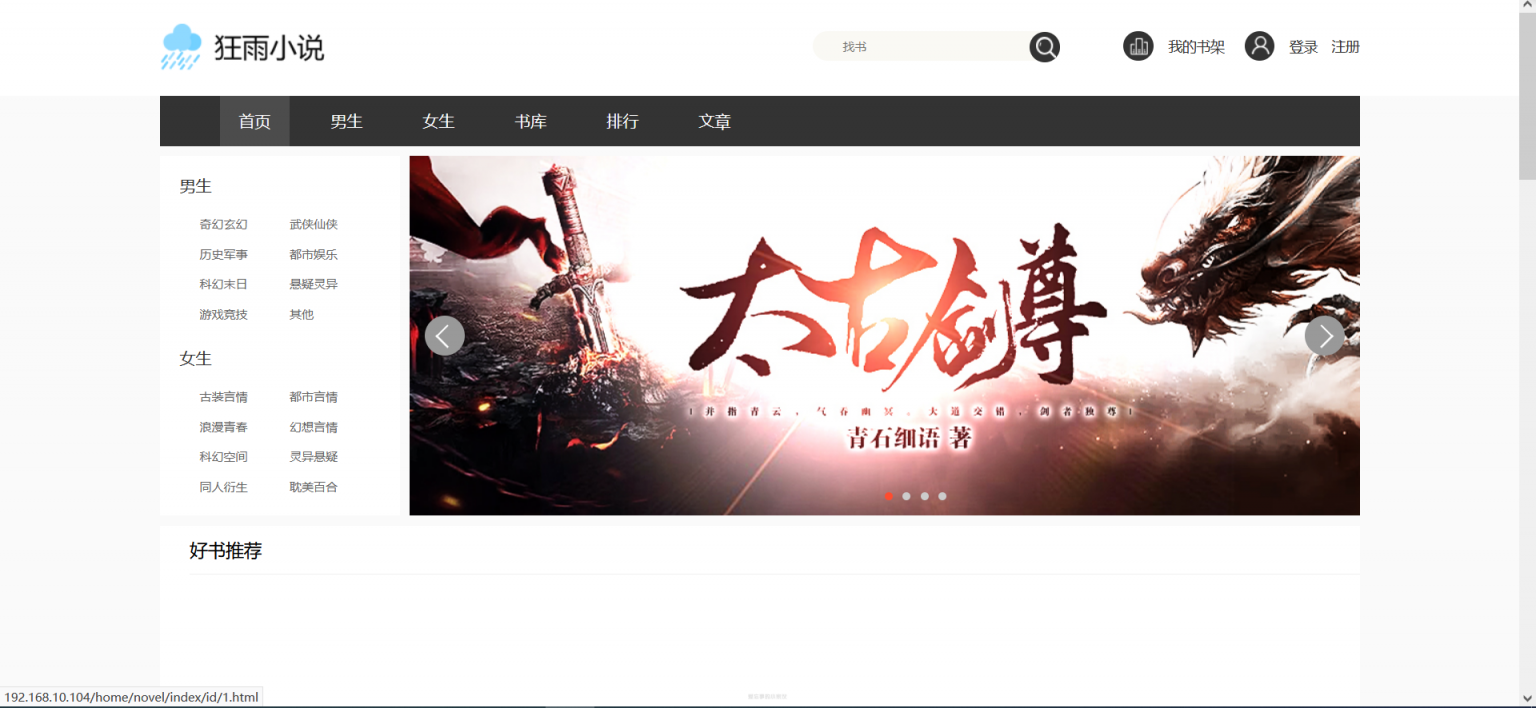 狂雨小说
找书
我的书架 登录 注册
首页 男生 女生 书库 排行 文章
男生
奇幻玄幻 武侠仙侠
历史军事 都市娱乐
科幻末日 悬疑灵异
游戏竞技 其他
女生
古装言情 都市言情
浪漫青春 幻想言情
科幻空间 灵异悬疑
同人衍生 耽美百合
太古剑尊
并指青云，气吞幽冥。大道交错，剑者独尊
青石细语 著
好书推荐
192.168.10.104/home/novel/index/id/1.html